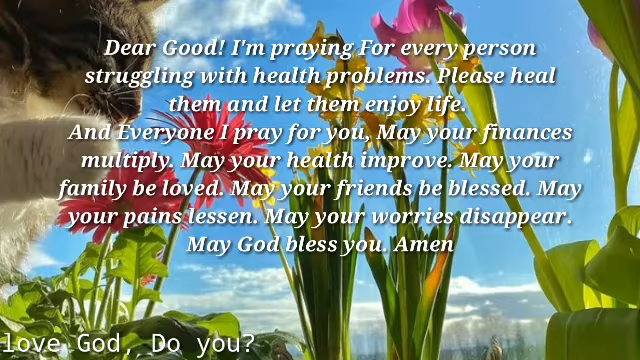 Dear Good! I'm praying For every person
struggling with health problems. Please heal
them and let them enjoy life.
And Everyone I pray for you, May your finances
multiply. May your health improve. May your
family be loved. May your friends be blessed. May
your pains lessen. May your worries disappear.
May God bless you. Amen
love God, Do you?